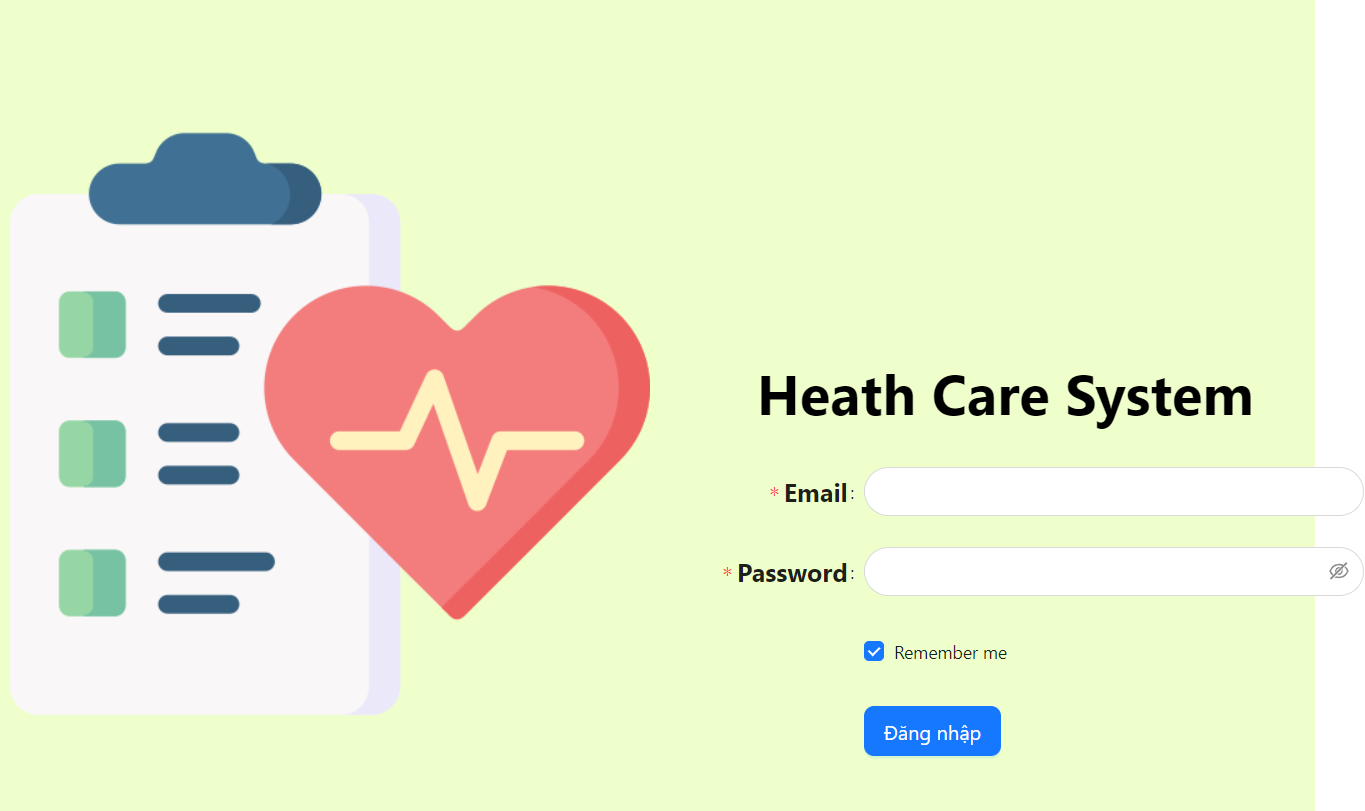 Heath Care System
* Email :
* Password :
Remember me
Đăng nhập